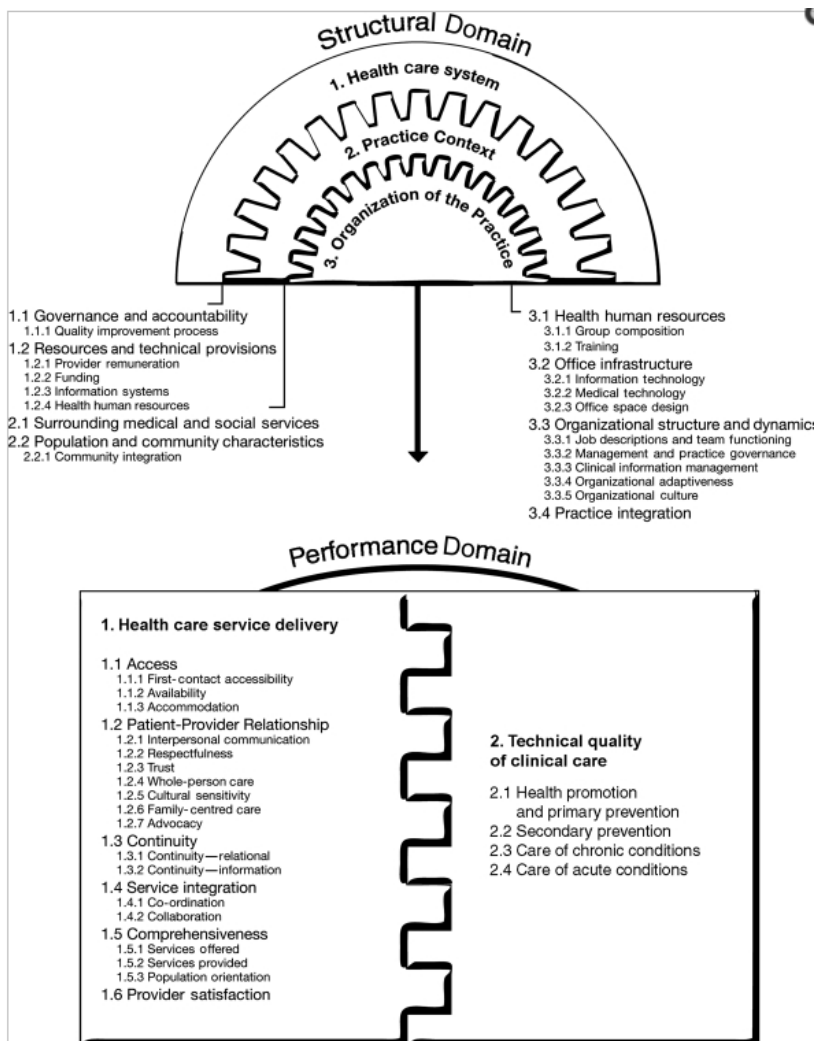 Structural Domain
1. Health care system
2. Practice Context
3. Organization of the Practice
1.1 Governance and accountability
1.1.1 Quality improvement process
1.2 Resources and technical provisions
1.2.1 Provider remuneration
1.2.2 Funding
1.2.3 Information systems
1.2.4 Health human resources
2.1 Surrounding medical and social services
2.2 Population and community characteristics
2.2.1 Community integration
3.1 Health human resources
3.1.1 Group composition
3.1.2 Training
3.2 Office infrastructure
3.2.1 Information technology
3.2.2 Medical technology
3.2.3 Office space design
3.3 Organizational structure and dynamics
3.3.1 Job descriptions and team functioning
3.3.2 Management and practice governance
3.3.3 Clinical information management
3.3.4 Organizational adaptiveness
3.3.5 Organizational culture
3.4 Practice integration
Performance Domain
1. Health care service delivery
1.1 Access
1.1.1 First-contact accessibility
1.1.2 Availability
1.1.3 Accommodation
1.2 Patient-Provider Relationship
1.2.1 Interpersonal communication
1.2.2 Respectfulness
1.2.3 Trust
1.2.4 Whole-person care
1.2.5 Cultural sensitivity
1.2.6 Family-centred care
1.2.7 Advocacy
1.3 Continuity
1.3.1 Continuity—relational
1.3.2 Continuity—information
1.4 Service integration
1.4.1 Co-ordination
1.4.2 Collaboration
1.5 Comprehensiveness
1.5.1 Services offered
1.5.2 Services provided
1.5.3 Population orientation
1.6 Provider satisfaction
2. Technical quality
of clinical care
2.1 Health promotion
and primary prevention
2.2 Secondary prevention
2.3 Care of chronic conditions
2.4 Care of acute conditions